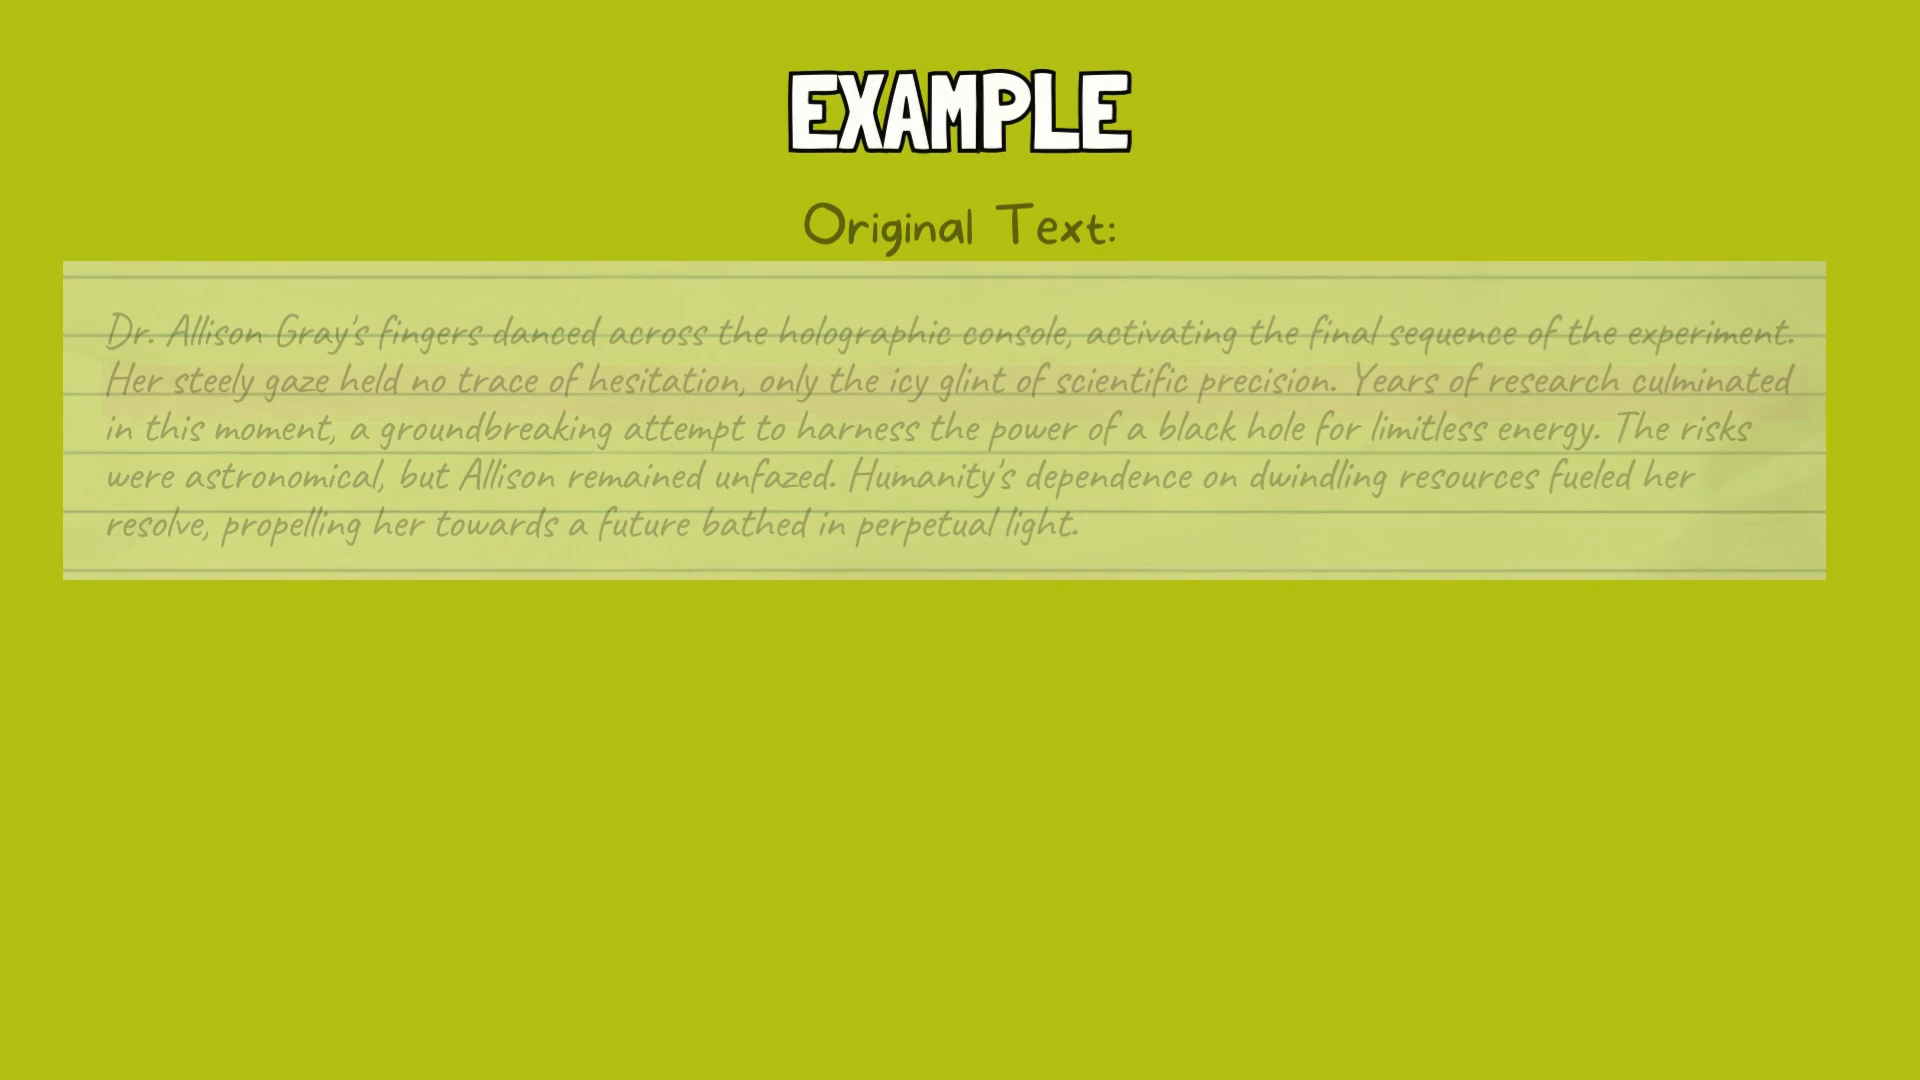 EXAMPLE
Original Text:
Dr. Allison Gray's fingers danced across the holographic console, activating the final sequence of the experiment.
Her steely gaze held no trace of hesitation, only the icy glint of scientific precision. Years of research culminated
in this moment, a groundbreaking attempt to harness the power of a black hole for limitless energy. The risks
were astronomical, but Allison remained unfazed. Humanity's dependence on dwindling resources fueled her
resolve, propelling her towards a future bathed in perpetual light.